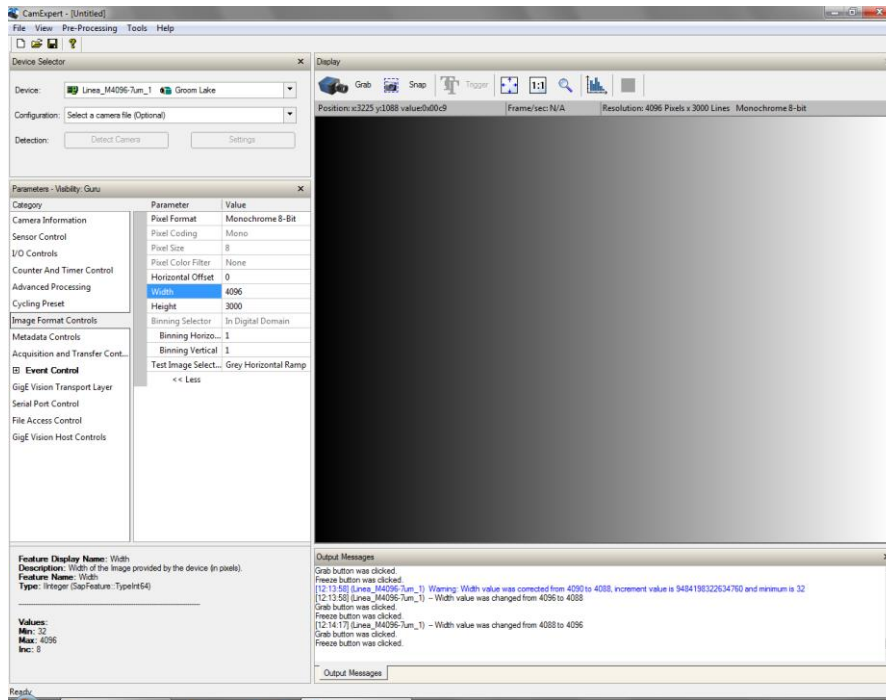 CamExpert - [Untitled]
File View Pre-Processing Tools Help
Device Selector
Device: Linea_M4096-7um_1 Groom Lake
Configuration: Select a camera file (Optional)
Detection: Detect Camera Settings
Parameters - Visibility: Guru
Category
Camera Information
Sensor Control
I/O Controls
Counter And Timer Control
Advanced Processing
Cycling Preset
Image Format Controls
Metadata Controls
Acquisition and Transfer Cont...
Event Control
GigE Vision Transport Layer
Serial Port Control
File Access Control
GigE Vision Host Controls
Parameter Value
Pixel Format Monochrome 8-Bit
Pixel Coding Mono
Pixel Size 8
Pixel Color Filter None
Horizontal Offset 0
Width 4096
Height 3000
Binning Selector In Digital Domain
Binning Horizo... 1
Binning Vertical 1
Test Image Select... Grey Horizontal Ramp
<< Less
Feature Display Name: Width
Description: Width of the Image provided by the device (in pixels).
Feature Name: Width
Type: IInteger (SapFeature::TypeInt64)
Values:
Min: 32
Max: 4096
Inc: 8
Display
Grab Snap Trigger 1:1
Position: x:3225 y:1088 value:0x00c9 Frame/sec: N/A Resolution: 4096 Pixels x 3000 Lines Monochrome 8-bit
Output Messages
Grab button was clicked.
Freeze button was clicked.
[12:13:58] (Linea_M4096-7um_1) Warning: Width value was corrected from 4090 to 4088, increment value is 9484198322634760 and minimum is 32
[12:13:58] (Linea_M4096-7um_1) -- Width value was changed from 4096 to 4088
Grab button was clicked.
Freeze button was clicked.
[12:14:17] (Linea_M4096-7um_1) -- Width value was changed from 4088 to 4096
Grab button was clicked.
Freeze button was clicked.
Output Messages
Ready